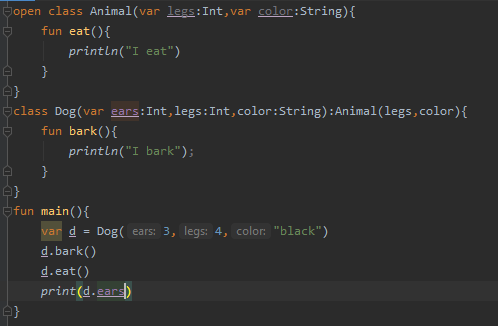 open class Animal(var legs:Int,var color:String){
    fun eat(){
        println("I eat")
    }
}
class Dog(var ears:Int,legs:Int,color:String):Animal(legs,color){
    fun bark(){
        println("I bark");
    }
}
fun main(){
    var d = Dog( ears: 3, legs: 4, color: "black")
    d.bark()
    d.eat()
    print(d.ears)
}